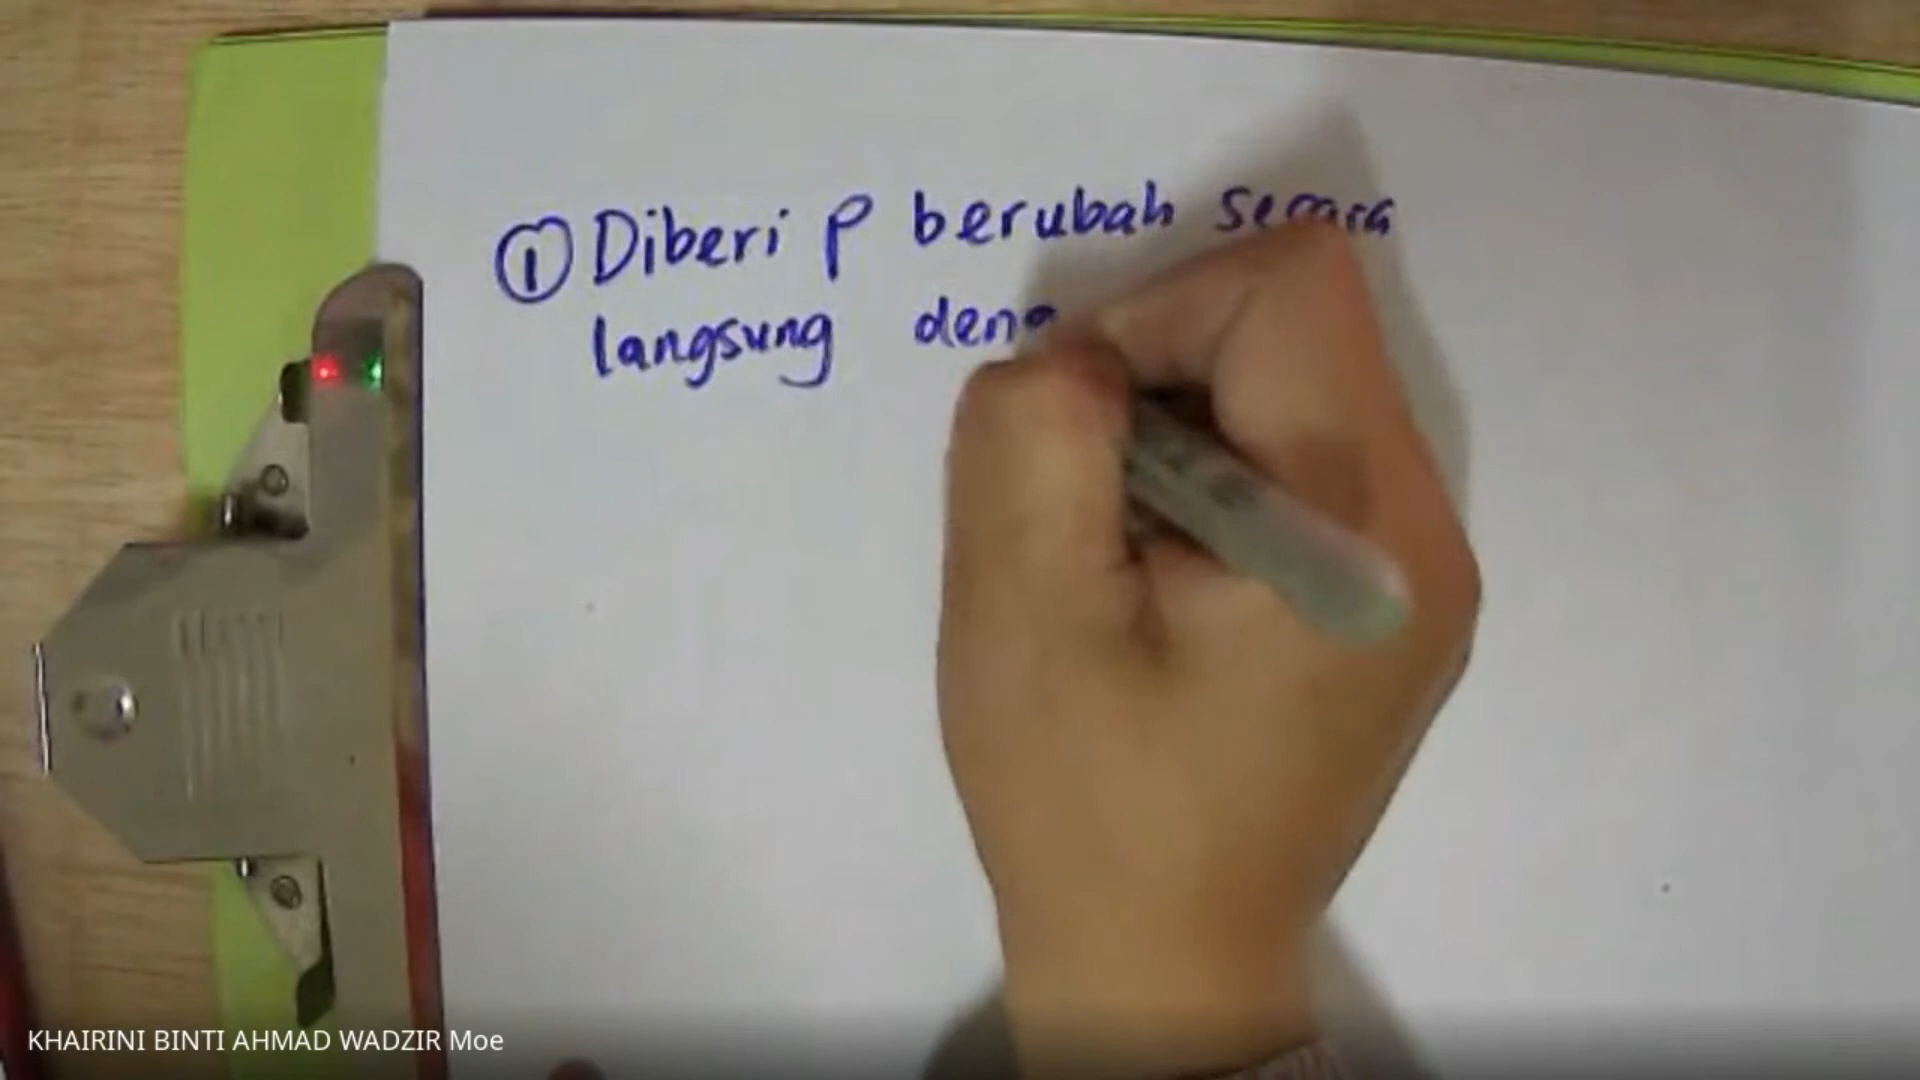 ① Diberi P berubah secara
langsung deng
KHAIRINI BINTI AHMAD WADZIR Moe